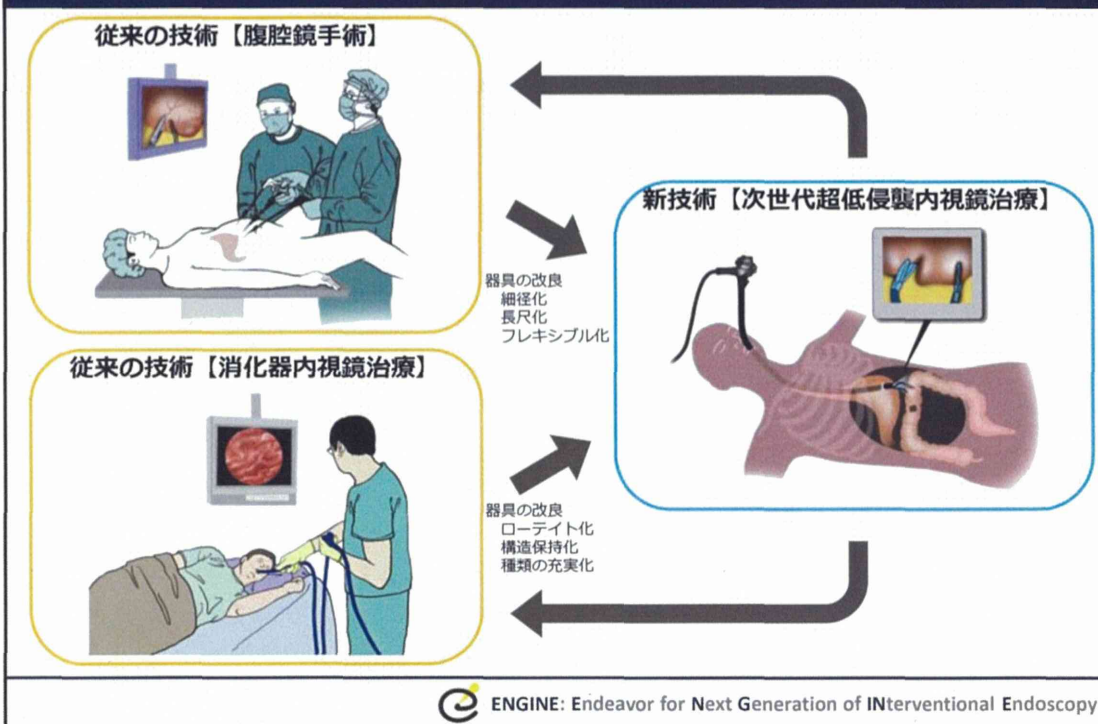 従来の技術【腹腔鏡手術】
新技術【次世代超低侵襲内視鏡治療】
器具の改良
細径化
長尺化
フレキシブル化
従来の技術【消化器内視鏡治療】
器具の改良
ローテイト化
構造保持化
種類の充実化
ENGINE: Endeavor for Next Generation of INterventional Endoscopy